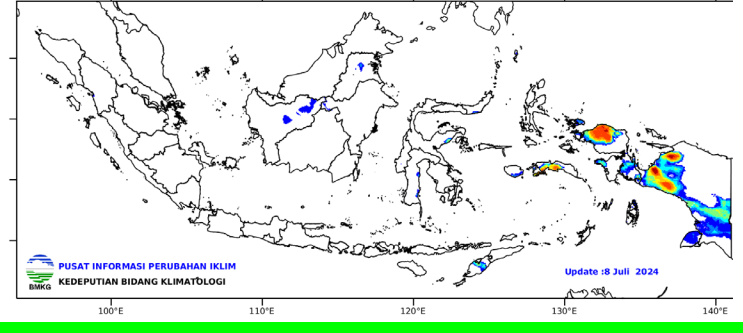 PUSAT INFORMASI PERUBAHAN IKLIM
KEDEPUTIAN BIDANG KLIMATOLOGI
BMKG
Update :8 Juli 2024
100°E
110°E
120°E
130°E
140°E